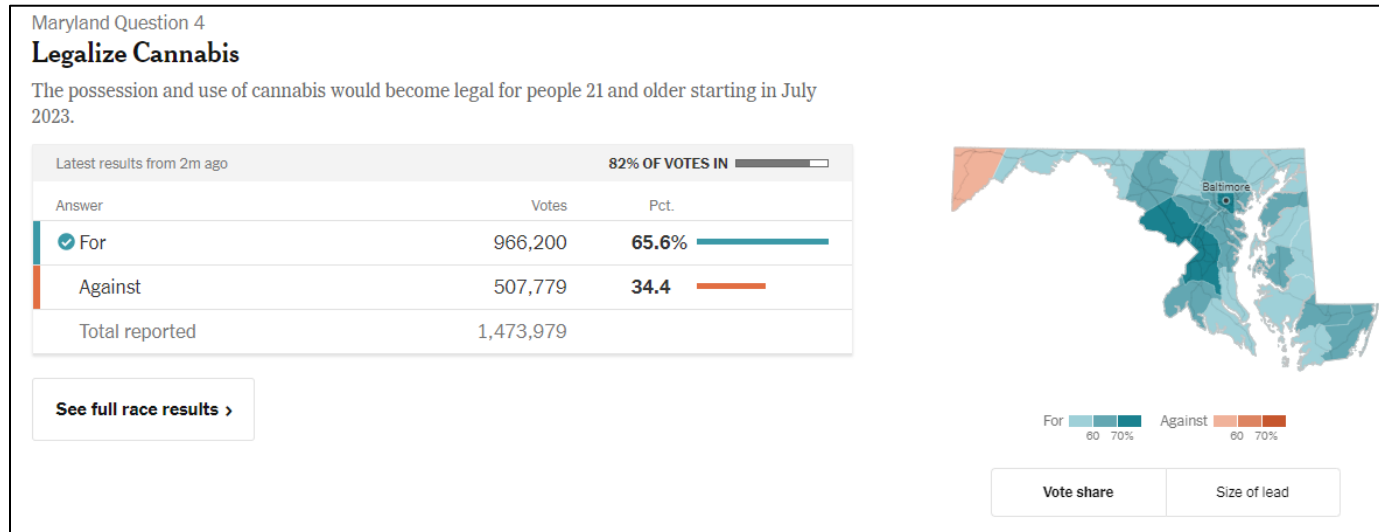 Maryland Question 4
Legalize Cannabis
The possession and use of cannabis would become legal for people 21 and older starting in July
2023.
Latest results from 2m ago 82% OF VOTES IN
Answer Votes Pct.
For 966,200 65.6%
Against 507,779 34.4
Total reported 1,473,979
See full race results ›
Baltimore
For 60 70% Against 60 70%
Vote share Size of lead